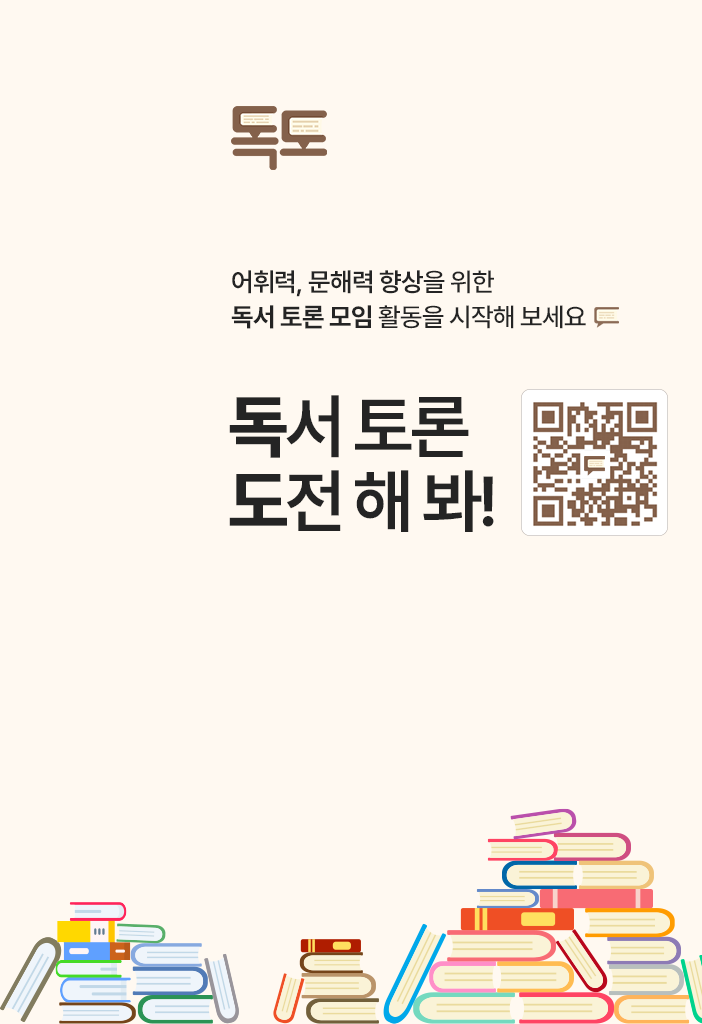 독도
어휘력, 문해력 향상을 위한
독서 토론 모임 활동을 시작해 보세요
독서 토론
도전 해 봐!